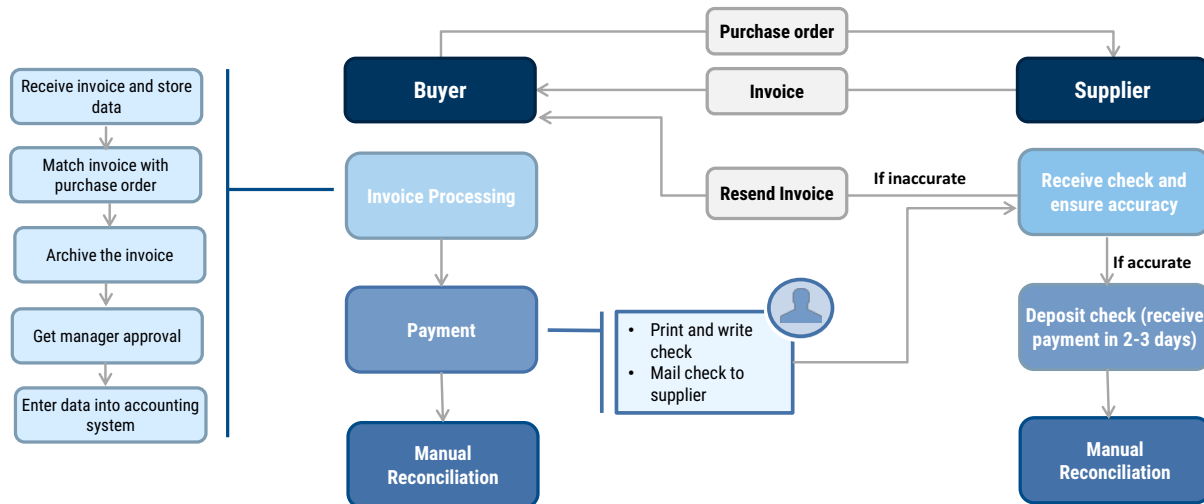 Purchase order
Receive invoice and store
data
Buyer
Invoice
Supplier
Match invoice with
purchase order
Invoice Processing
Resend Invoice
If inaccurate
Receive check and
ensure accuracy
Archive the invoice
If accurate
Get manager approval
Payment
• Print and write
check
• Mail check to
supplier
Deposit check (receive
payment in 2-3 days)
Enter data into accounting
system
Manual
Reconciliation
Manual
Reconciliation